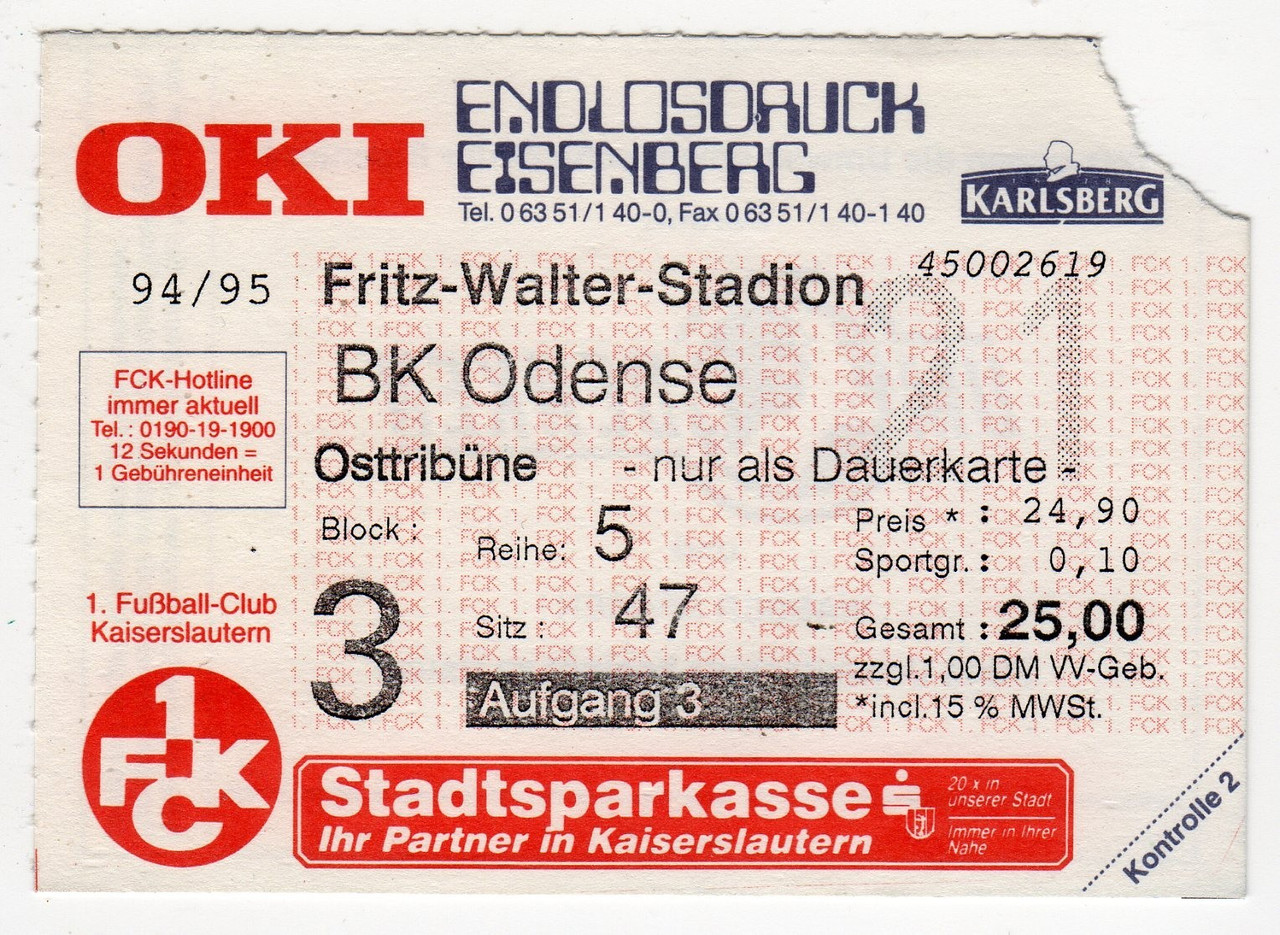 OKI
ENDLOSDRUCK
EISENBERG
Tel. 0 63 51/1 40-0, Fax 0 63 51/1 40-1 40
1878
KARLSBERG
94/95
Fritz-Walter-Stadion
45002619
21
BK Odense
FCK-Hotline
immer aktuell
Tel.: 0190-19-1900
12 Sekunden =
1 Gebühreneinheit
Osttribüne - nur als Dauerkarte -
Block :
3
Reihe: 5
Sitz : 47
Aufgang 3
Preis * : 24,90
Sportgr. : 0,10
Gesamt : 25,00
zzgl.1,00 DM VV-Geb.
*incl.15 % MWSt.
1. Fußball-Club
Kaiserslautern
1
FCK
Stadtsparkasse
Ihr Partner in Kaiserslautern
20 x in
unserer Stadt
Immer in Ihrer
Nähe
Kontrolle 2